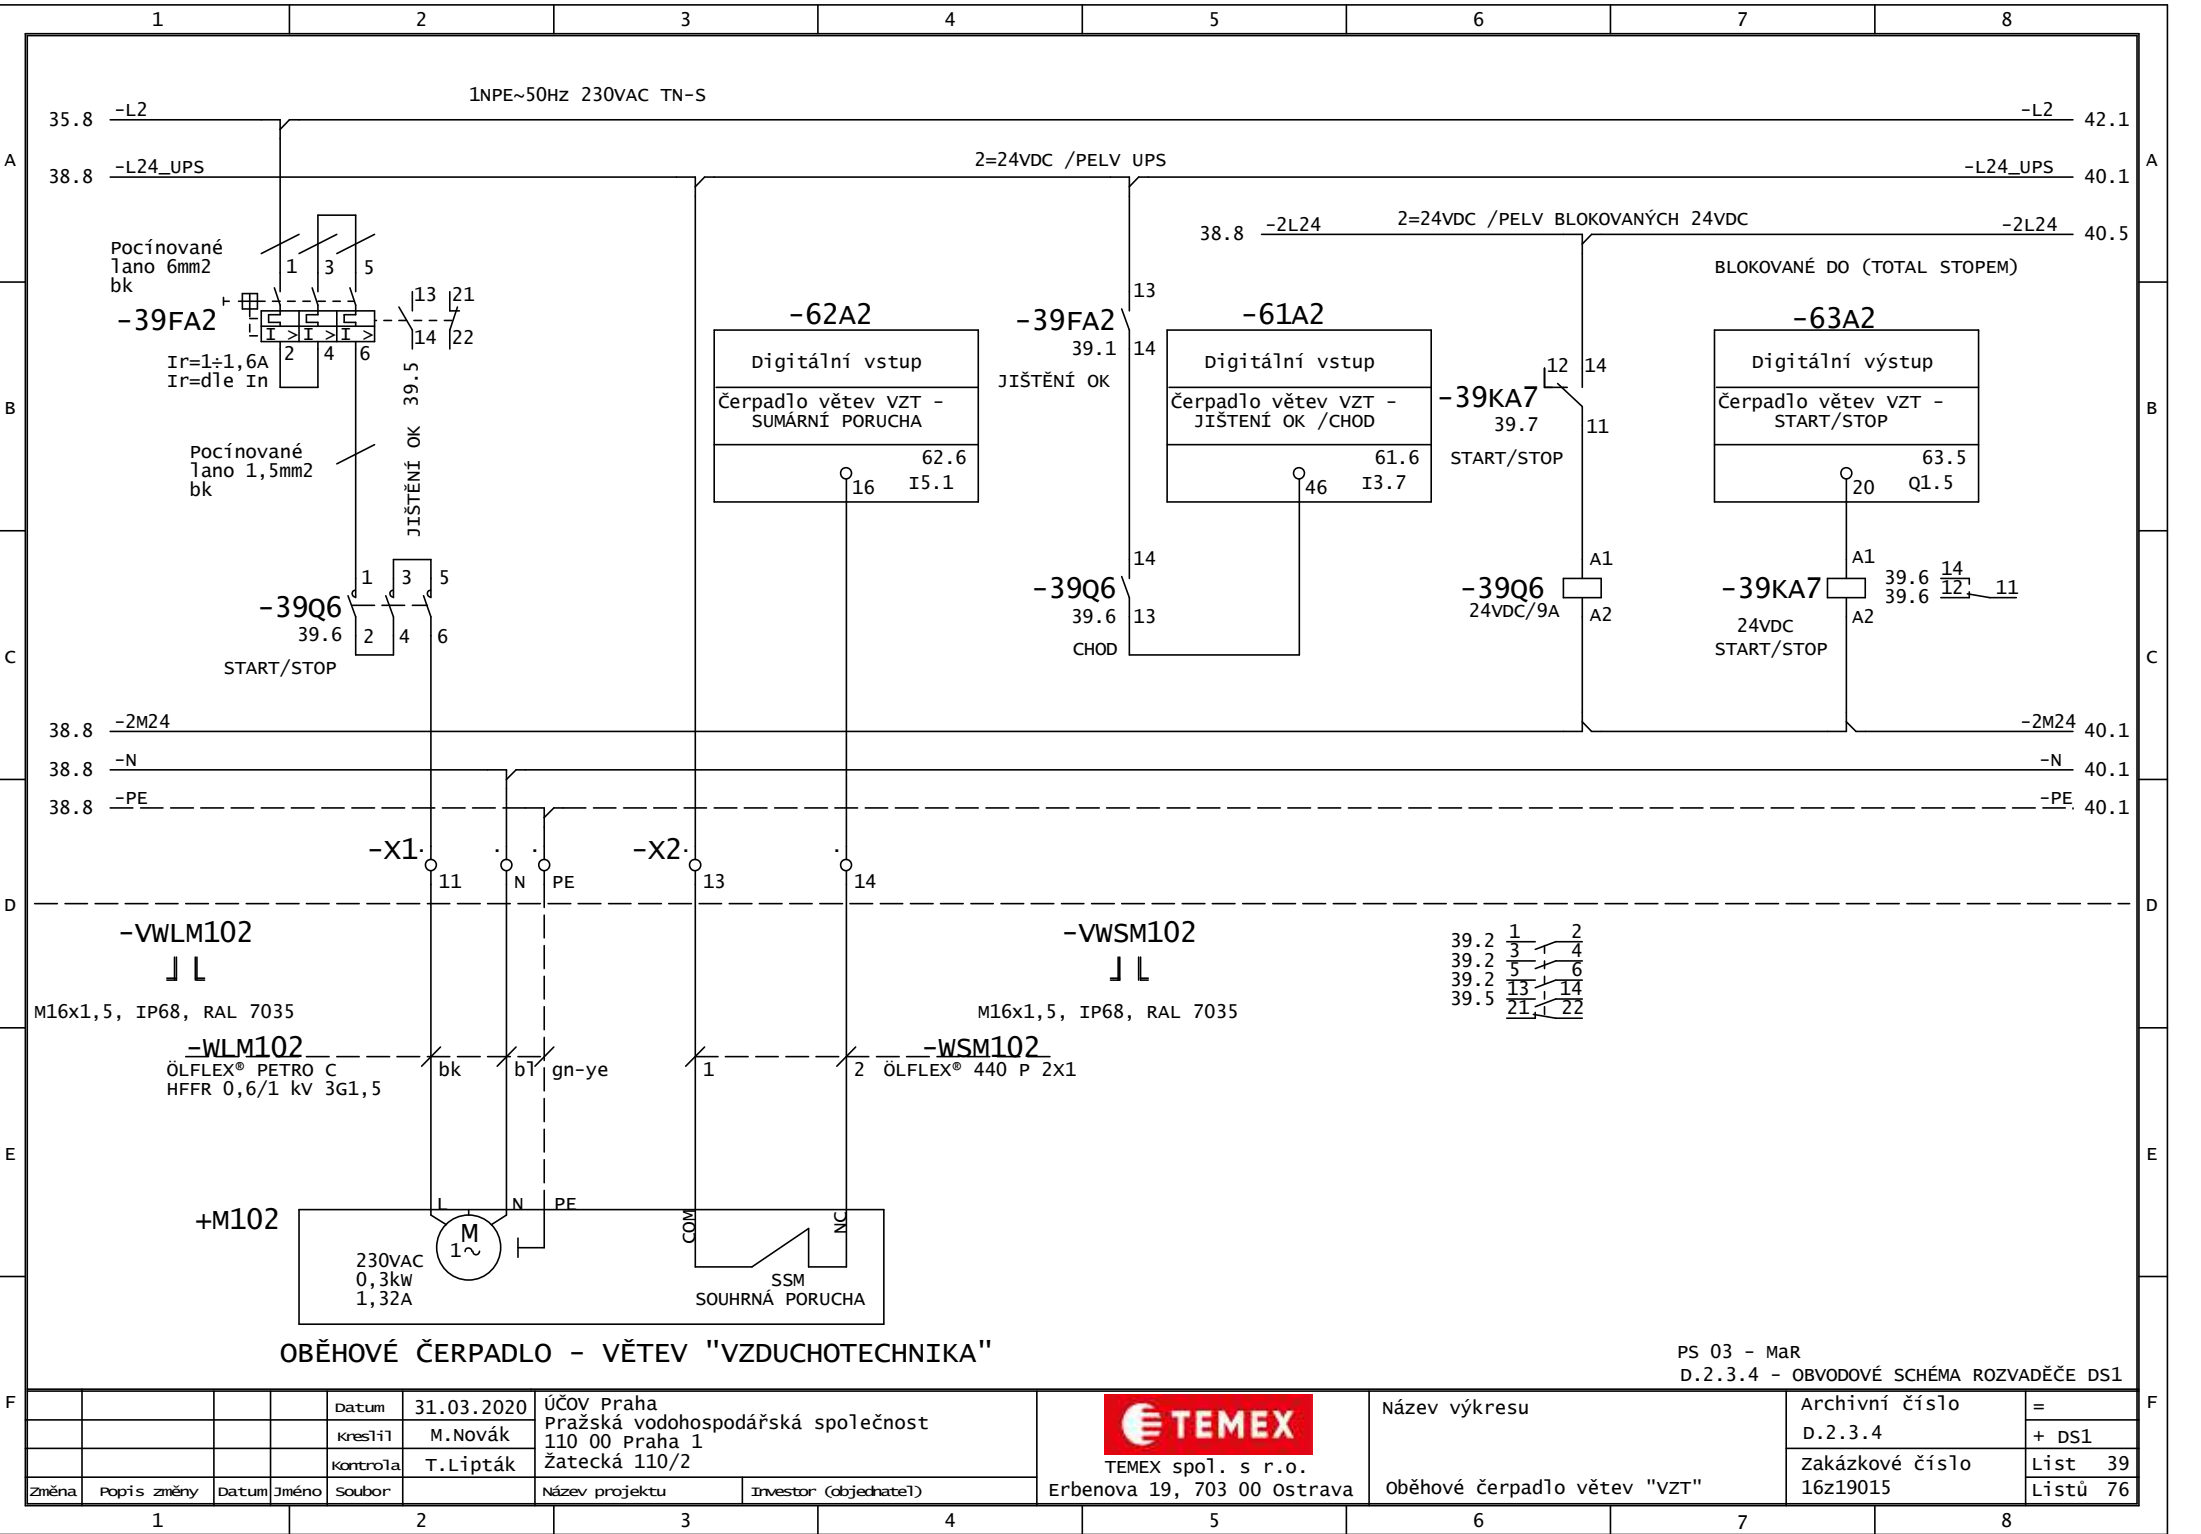 1 2 3 4 5 6 7 8
1NPE~50Hz 230VAC TN-S
35.8 -L2 -L2 42.1
A 2=24VDC /PELV UPS A
38.8 -L24_UPS -L24_UPS 40.1
38.8 -2L24 2=24VDC /PELV BLOKOVANÝCH 24VDC -2L24 40.5
BLOKOVANÉ DO (TOTAL STOPEM)
Pocínované
lano 6mm2
bk
1 3 5
-39FA2
I > I > I >
2 4 6
13 21
14 22
Ir=1÷1,6A
Ir=dle In
JIŠTĚNÍ OK 39.5
Pocínované
lano 1,5mm2
bk
-62A2
Digitální vstup
Čerpadlo větev VZT -
SUMÁRNÍ PORUCHA
62.6
16 I5.1
13
-39FA2
39.1 14
JIŠTĚNÍ OK
-61A2
Digitální vstup
Čerpadlo větev VZT -
JIŠTENÍ OK /CHOD
61.6
46 I3.7
12 14
-39KA7
39.7 11
START/STOP
-63A2
Digitální výstup
Čerpadlo větev VZT -
START/STOP
63.5
20 Q1.5
B B
1 3 5
-39Q6
39.6 2 4 6
START/STOP
14
-39Q6
39.6 13
CHOD
A1
-39Q6
24VDC/9A A2
A1
-39KA7
A2
24VDC
START/STOP
39.6 14
39.6 12 11
C C
38.8 -2M24 -2M24 40.1
38.8 -N -N 40.1
38.8 -PE -PE 40.1
-X1 -X2
11 N PE 13 14
D D
-VWLM102
M16x1,5, IP68, RAL 7035
-VWSM102
M16x1,5, IP68, RAL 7035
39.2 1 2
39.2 3 4
39.2 5 6
39.5 13 14
21 22
-WLM102
ÖLFLEX® PETRO C
HFFR 0,6/1 kV 3G1,5
bk bl gn-ye 1 2
-WSM102
ÖLFLEX® 440 P 2X1
E E
+M102
L N PE COM NC
M
1~
230VAC
0,3kW
1,32A
SSM
SOUHRNÁ PORUCHA
OBĚHOVÉ ČERPADLO - VĚTEV "VZDUCHOTECHNIKA"
PS 03 - MaR
D.2.3.4 - OBVODOVÉ SCHÉMA ROZVADĚČE DS1
F F
Datum 31.03.2020
Kreslil M.Novák
Kontrola T.Lipták
Změna Popis změny Datum Jméno Soubor
ÚČOV Praha
Pražská vodohospodářská společnost
110 00 Praha 1
Žatecká 110/2
Název projektu Investor (objednatel)
TEMEX
TEMEX spol. s r.o.
Erbenova 19, 703 00 Ostrava
Název výkresu
Oběhové čerpadlo větev "VZT"
Archivní číslo
D.2.3.4
Zakázkové číslo
16z19015
=
+ DS1
List 39
Listů 76
1 2 3 4 5 6 7 8